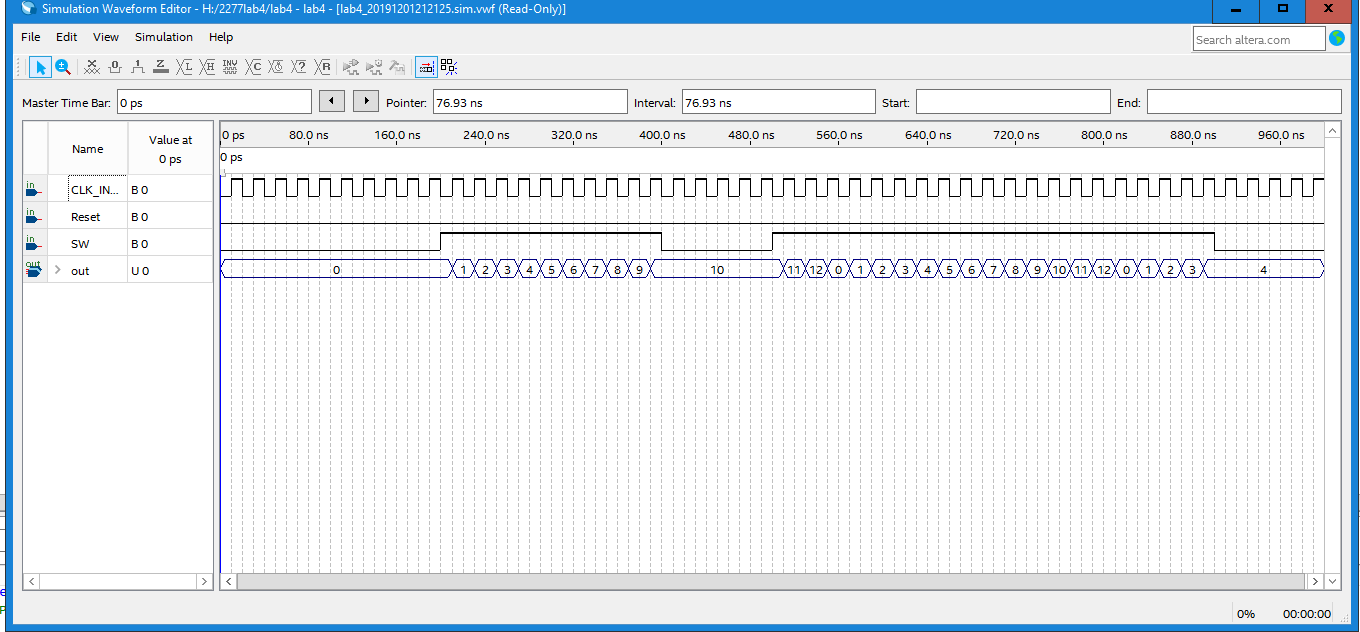 Simulation Waveform Editor - H:/2277lab4/lab4 - lab4 - [lab4_20191201212125.sim.vwf (Read-Only)]
File Edit View Simulation Help
Search altera.com
Master Time Bar: 0 ps Pointer: 76.93 ns Interval: 76.93 ns Start: End:
Name Value at 0 ps
0 ps 80.0 ns 160.0 ns 240.0 ns 320.0 ns 400.0 ns 480.0 ns 560.0 ns 640.0 ns 720.0 ns 800.0 ns 880.0 ns 960.0 ns
0 ps
in CLK_IN... B 0
in Reset B 0
in SW B 0
out out U 0 0 1 2 3 4 5 6 7 8 9 10 11 12 0 1 2 3 4 5 6 7 8 9 10 11 12 0 1 2 3 4
0% 00:00:00